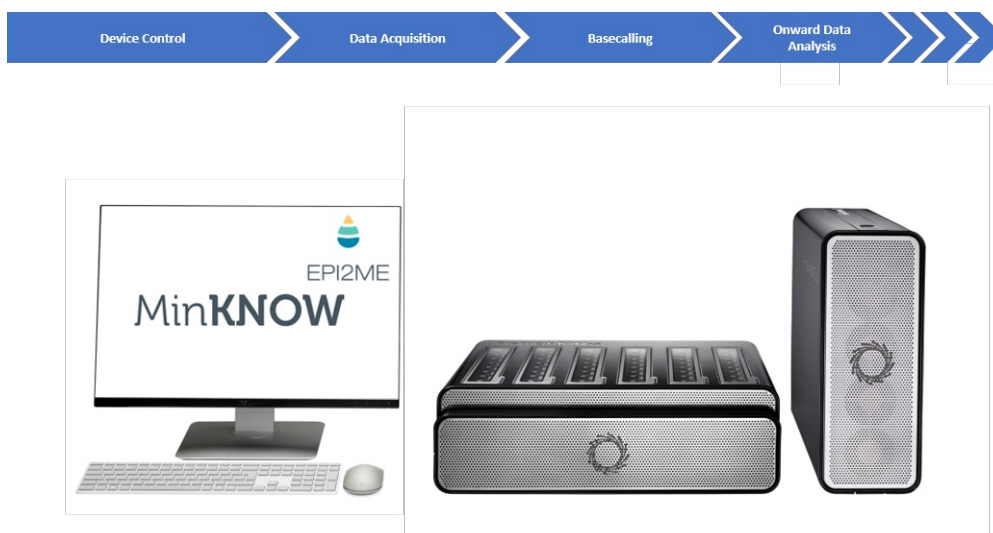 Device Control
Data Acquisition
Basecalling
Onward Data
Analysis
EPI2ME
MinKNOW